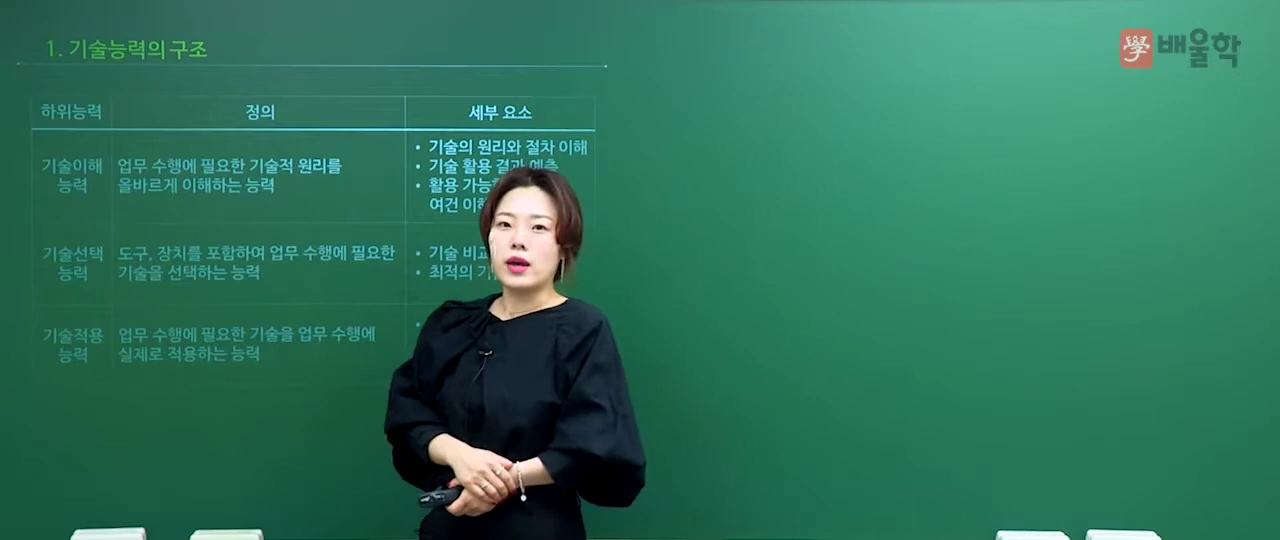 1. 기술능력의 구조
學배울학
하위능력 정의 세부 요소
기술이해
능력
업무 수행에 필요한 기술적 원리를
올바르게 이해하는 능력
• 기술의 원리와 절차 이해
• 기술 활용 결과 예측
• 활용 가능한
여건 이해
기술선택
능력
도구, 장치를 포함하여 업무 수행에 필요한
기술을 선택하는 능력
• 기술 비교
• 최적의
기술적용
능력
업무 수행에 필요한 기술을 업무 수행에
실제로 적용하는 능력